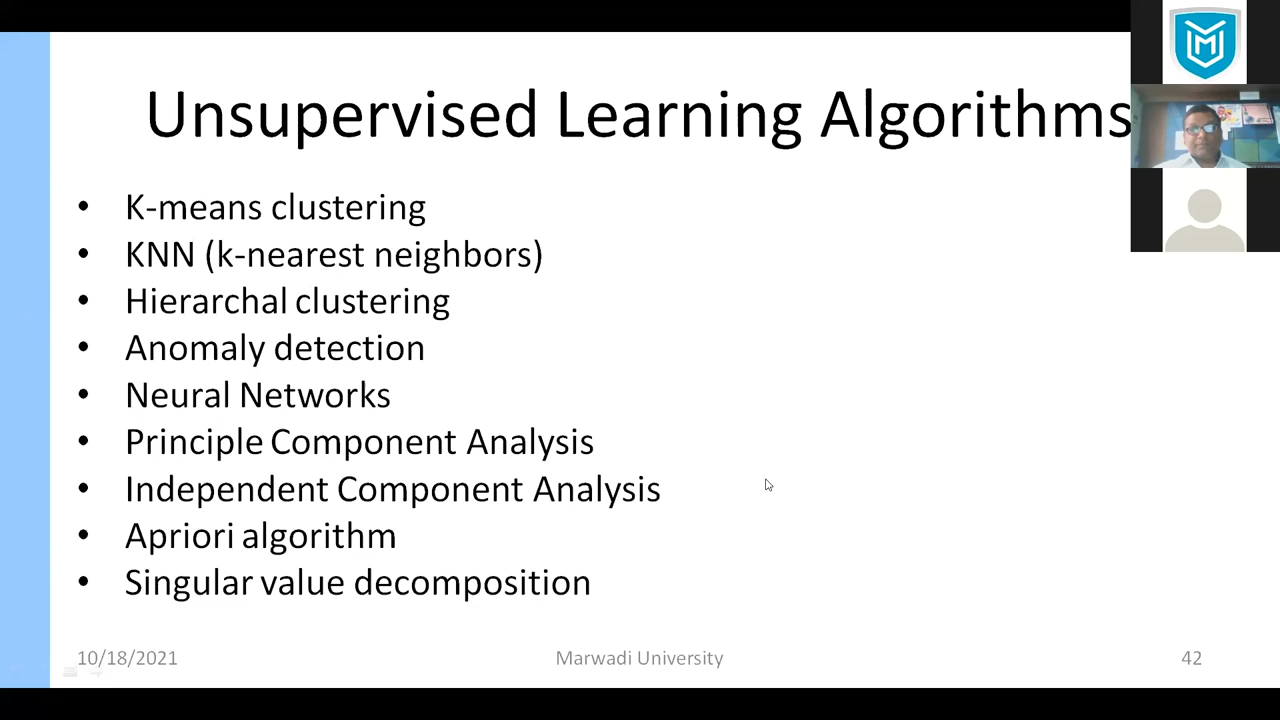 Unsupervised Learning Algorithms
• K-means clustering
• KNN (k-nearest neighbors)
• Hierarchal clustering
• Anomaly detection
• Neural Networks
• Principle Component Analysis
• Independent Component Analysis
• Apriori algorithm
• Singular value decomposition
10/18/2021 Marwadi University 42